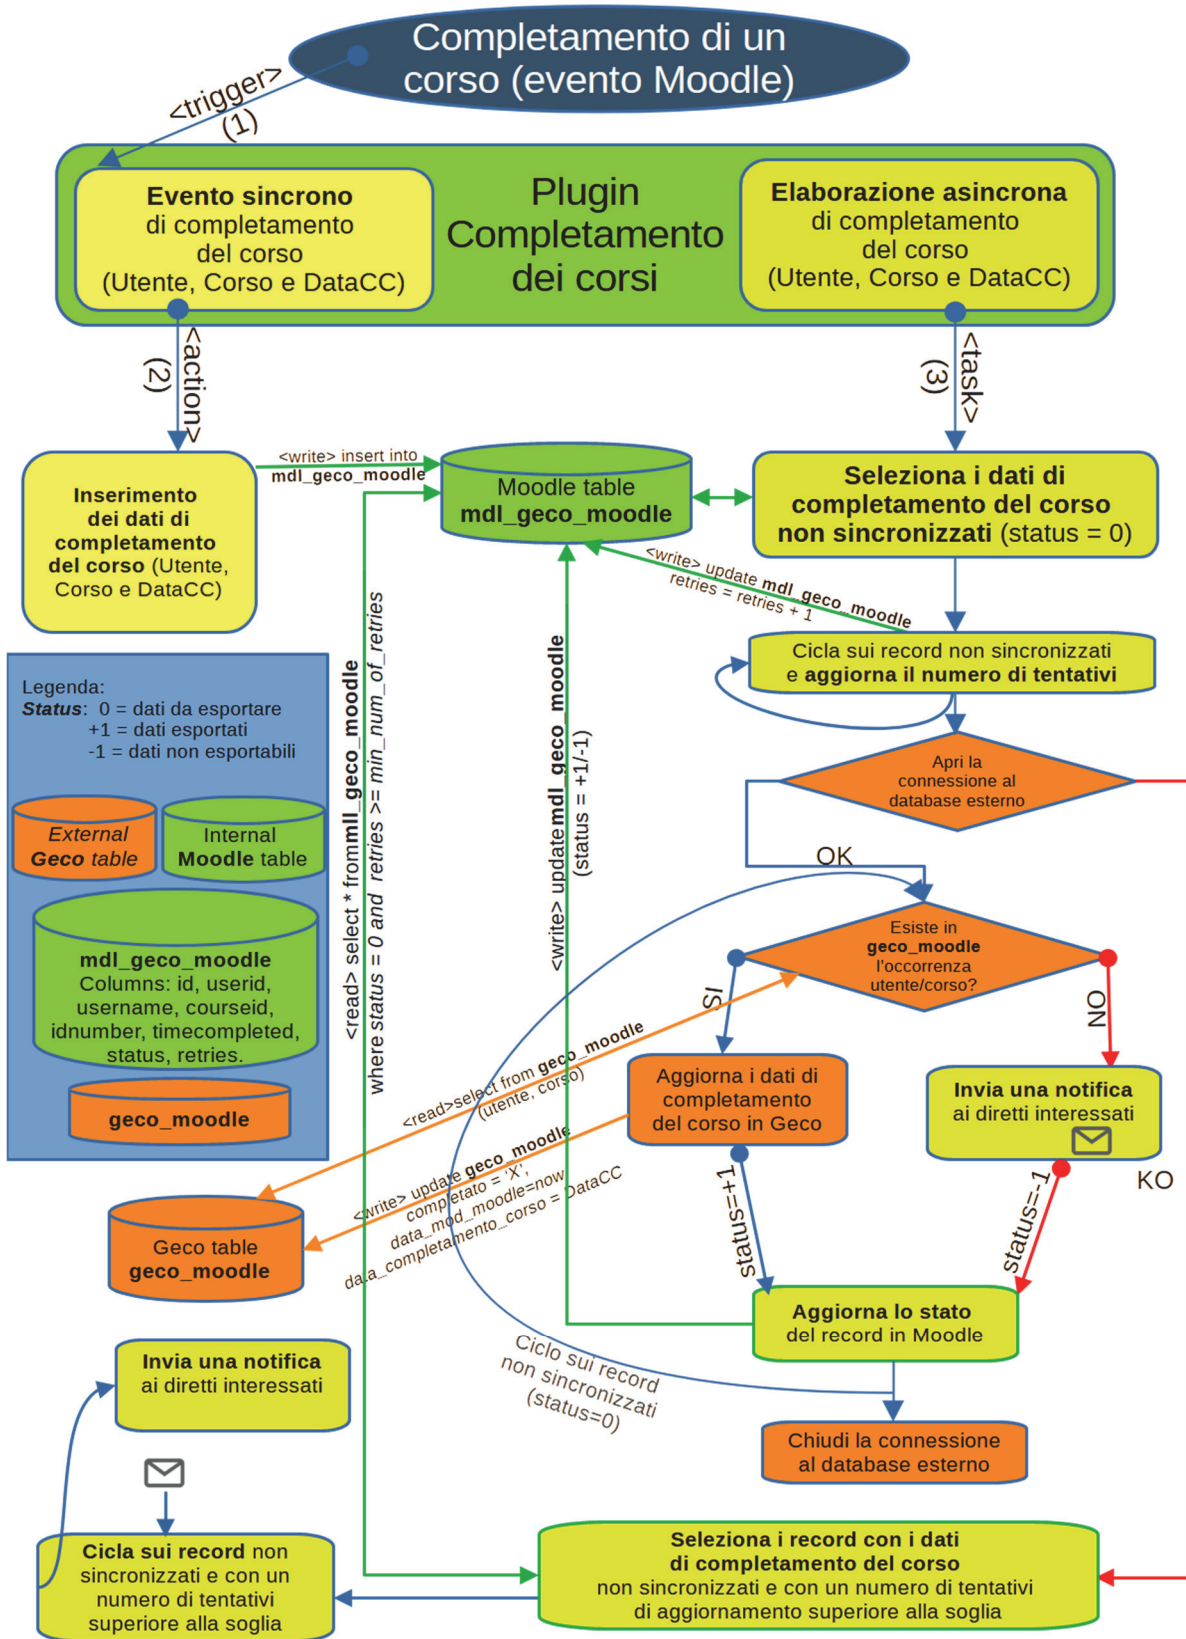 Completamento di un
corso (evento Moodle)
<trigger>
(1)
Evento sincrono
di completamento
del corso
(Utente, Corso e DataCC)
Plugin
Completamento
dei corsi
Elaborazione asincrona
di completamento
del corso
(Utente, Corso e DataCC)
<action>
(2)
<task>
(3)
Inserimento
dei dati di
completamento
del corso (Utente,
Corso e DataCC)
<write> insert into
mdl_geco_moodle
Moodle table
mdl_geco_moodle
Seleziona i dati di
completamento del corso
non sincronizzati (status = 0)
<write> update mdl_geco_moodle
retries = retries + 1
Cicla sui record non sincronizzati
e aggiorna il numero di tentativi
Legenda:
Status: 0 = dati da esportare
+1 = dati esportati
-1 = dati non esportabili
External
Geco table
Internal
Moodle table
mdl_geco_moodle
Columns: id, userid,
username, courseid,
idnumber, timecompleted,
status, retries.
geco_moodle
<read> select * frommll_geco_moodle
where status = 0 and retries >= min_num_of_retries
<write> updatemdl_geco_moodle
(status = +1/-1)
Apri la
connessione al
database esterno
OK
Esiste in
geco_moodle
l'occorrenza
utente/corso?
SI
NO
<read>select from geco_moodle
(utente, corso)
Aggiorna i dati di
completamento
del corso in Geco
Invia una notifica
ai diretti interessati
KO
<write> update geco_moodle
completato = 'X',
data_mod_moodle=now
data_completamento_corso = DataCC
status=+1
status=-1
Geco table
geco_moodle
Aggiorna lo stato
del record in Moodle
Ciclo sui record
non sincronizzati
(status=0)
Invia una notifica
ai diretti interessati
Chiudi la connessione
al database esterno
Cicla sui record non
sincronizzati e con un
numero di tentativi
superiore alla soglia
Seleziona i record con i dati
di completamento del corso
non sincronizzati e con un numero di tentativi
di aggiornamento superiore alla soglia